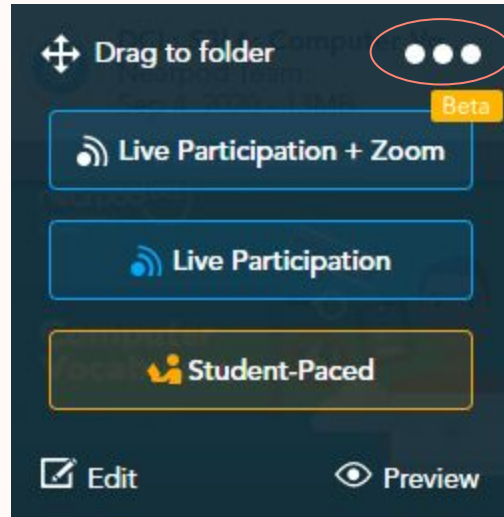 Drag to folder
Beta
Live Participation + Zoom
Live Participation
Student-Paced
Edit
Preview